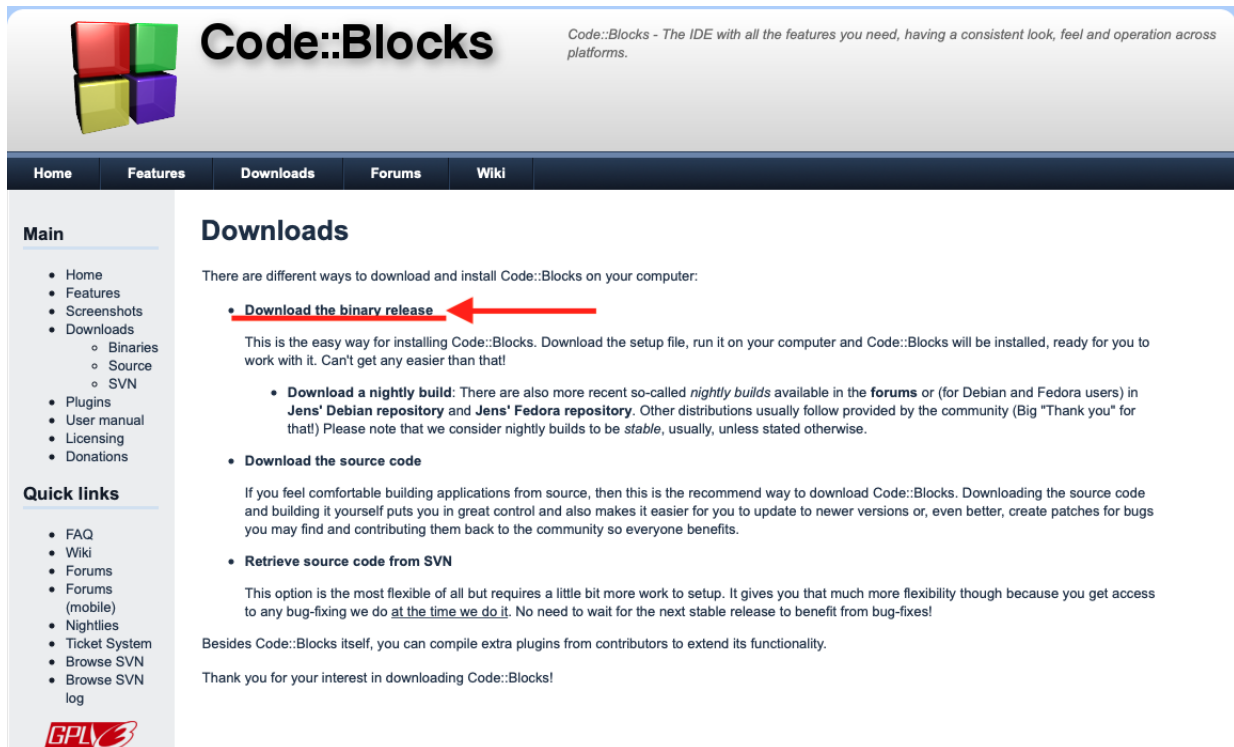 Code::Blocks
Code::Blocks - The IDE with all the features you need, having a consistent look, feel and operation across
platforms.
Home Features Downloads Forums Wiki
Main
Home
Features
Screenshots
Downloads
Binaries
Source
SVN
Plugins
User manual
Licensing
Donations
Quick links
FAQ
Wiki
Forums
Forums
(mobile)
Nightlies
Ticket System
Browse SVN
Browse SVN
log
GPLV3
Downloads
There are different ways to download and install Code::Blocks on your computer:
Download the binary release
This is the easy way for installing Code::Blocks. Download the setup file, run it on your computer and Code::Blocks will be installed, ready for you to
work with it. Can't get any easier than that!
Download a nightly build: There are also more recent so-called nightly builds available in the forums or (for Debian and Fedora users) in
Jens' Debian repository and Jens' Fedora repository. Other distributions usually follow provided by the community (Big "Thank you" for
that!) Please note that we consider nightly builds to be stable, usually, unless stated otherwise.
Download the source code
If you feel comfortable building applications from source, then this is the recommend way to download Code::Blocks. Downloading the source code
and building it yourself puts you in great control and also makes it easier for you to update to newer versions or, even better, create patches for bugs
you may find and contributing them back to the community so everyone benefits.
Retrieve source code from SVN
This option is the most flexible of all but requires a little bit more work to setup. It gives you that much more flexibility though because you get access
to any bug-fixing we do at the time we do it. No need to wait for the next stable release to benefit from bug-fixes!
Besides Code::Blocks itself, you can compile extra plugins from contributors to extend its functionality.
Thank you for your interest in downloading Code::Blocks!